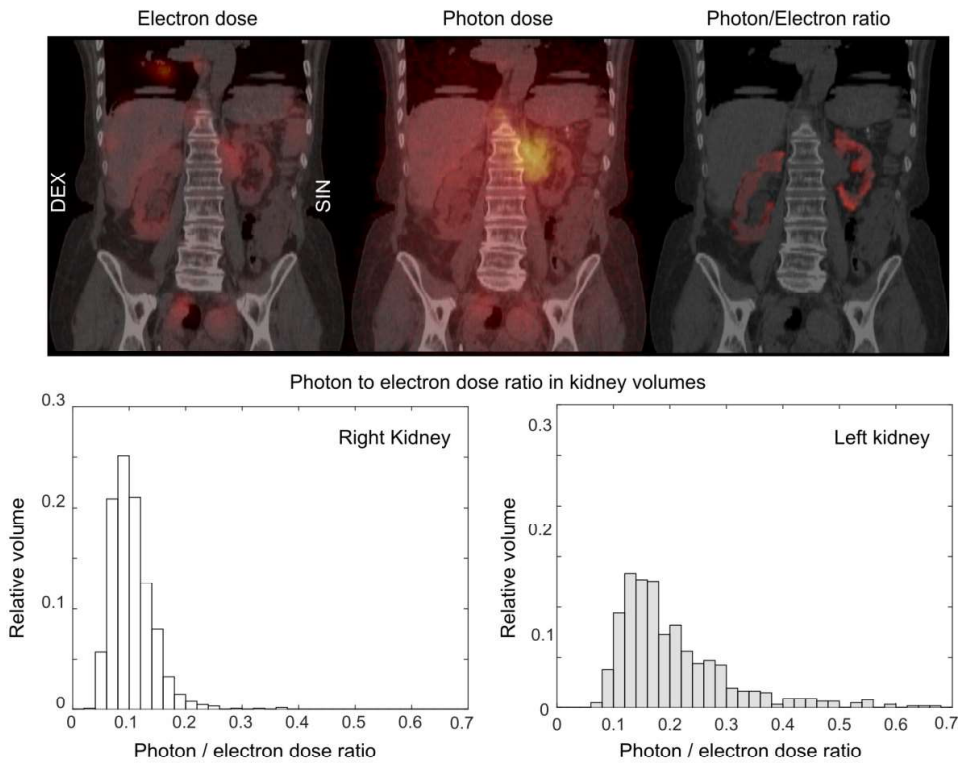 Electron dose
Photon dose
Photon/Electron ratio
DEX
SIN
Photon to electron dose ratio in kidney volumes
Right Kidney
Relative volume
0.3
0.2
0.1
0
0 0.1 0.2 0.3 0.4 0.5 0.6 0.7
Photon / electron dose ratio
Left kidney
Relative volume
0.3
0.2
0.1
0
0 0.1 0.2 0.3 0.4 0.5 0.6 0.7
Photon / electron dose ratio